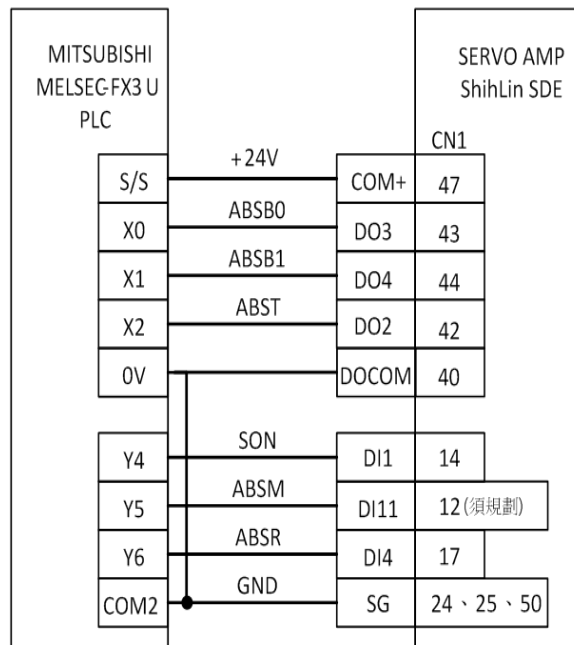 MITSUBISHI
MELSEC-FX3 U
PLC
SERVO AMP
ShihLin SDE
CN1
S/S +24V COM+ 47
X0 ABSB0 DO3 43
X1 ABSB1 DO4 44
X2 ABST DO2 42
0V DOCOM 40
Y4 SON DI1 14
Y5 ABSM DI11 12(須規劃)
Y6 ABSR DI4 17
COM2 GND SG 24、25、50